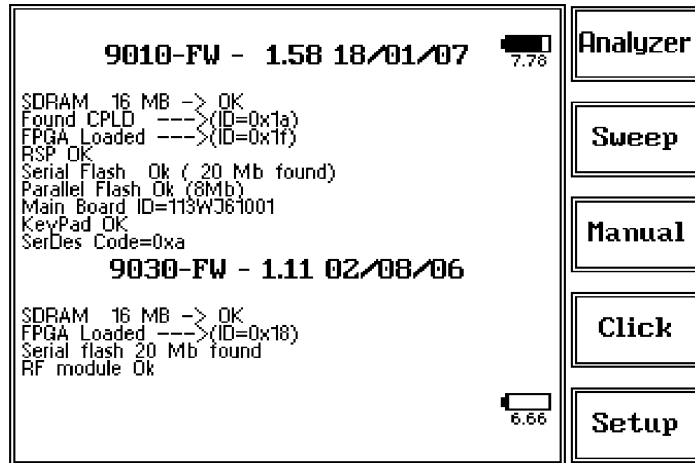 9010-FW - 1.58 18/01/07
7.78
SDRAM 16 MB -> OK
Found CPLD --->(ID=0x1a)
FPGA Loaded --->(ID=0x1f)
RSP OK
Serial Flash Ok ( 20 Mb found)
Parallel Flash Ok (8Mb)
Main Board ID=113WJ61001
KeyPad OK
SerDes Code=0xa
9030-FW - 1.11 02/08/06
SDRAM 16 MB -> OK
FPGA Loaded --->(ID=0x18)
Serial flash 20 Mb found
RF module Ok
6.66
Analyzer
Sweep
Manual
Click
Setup